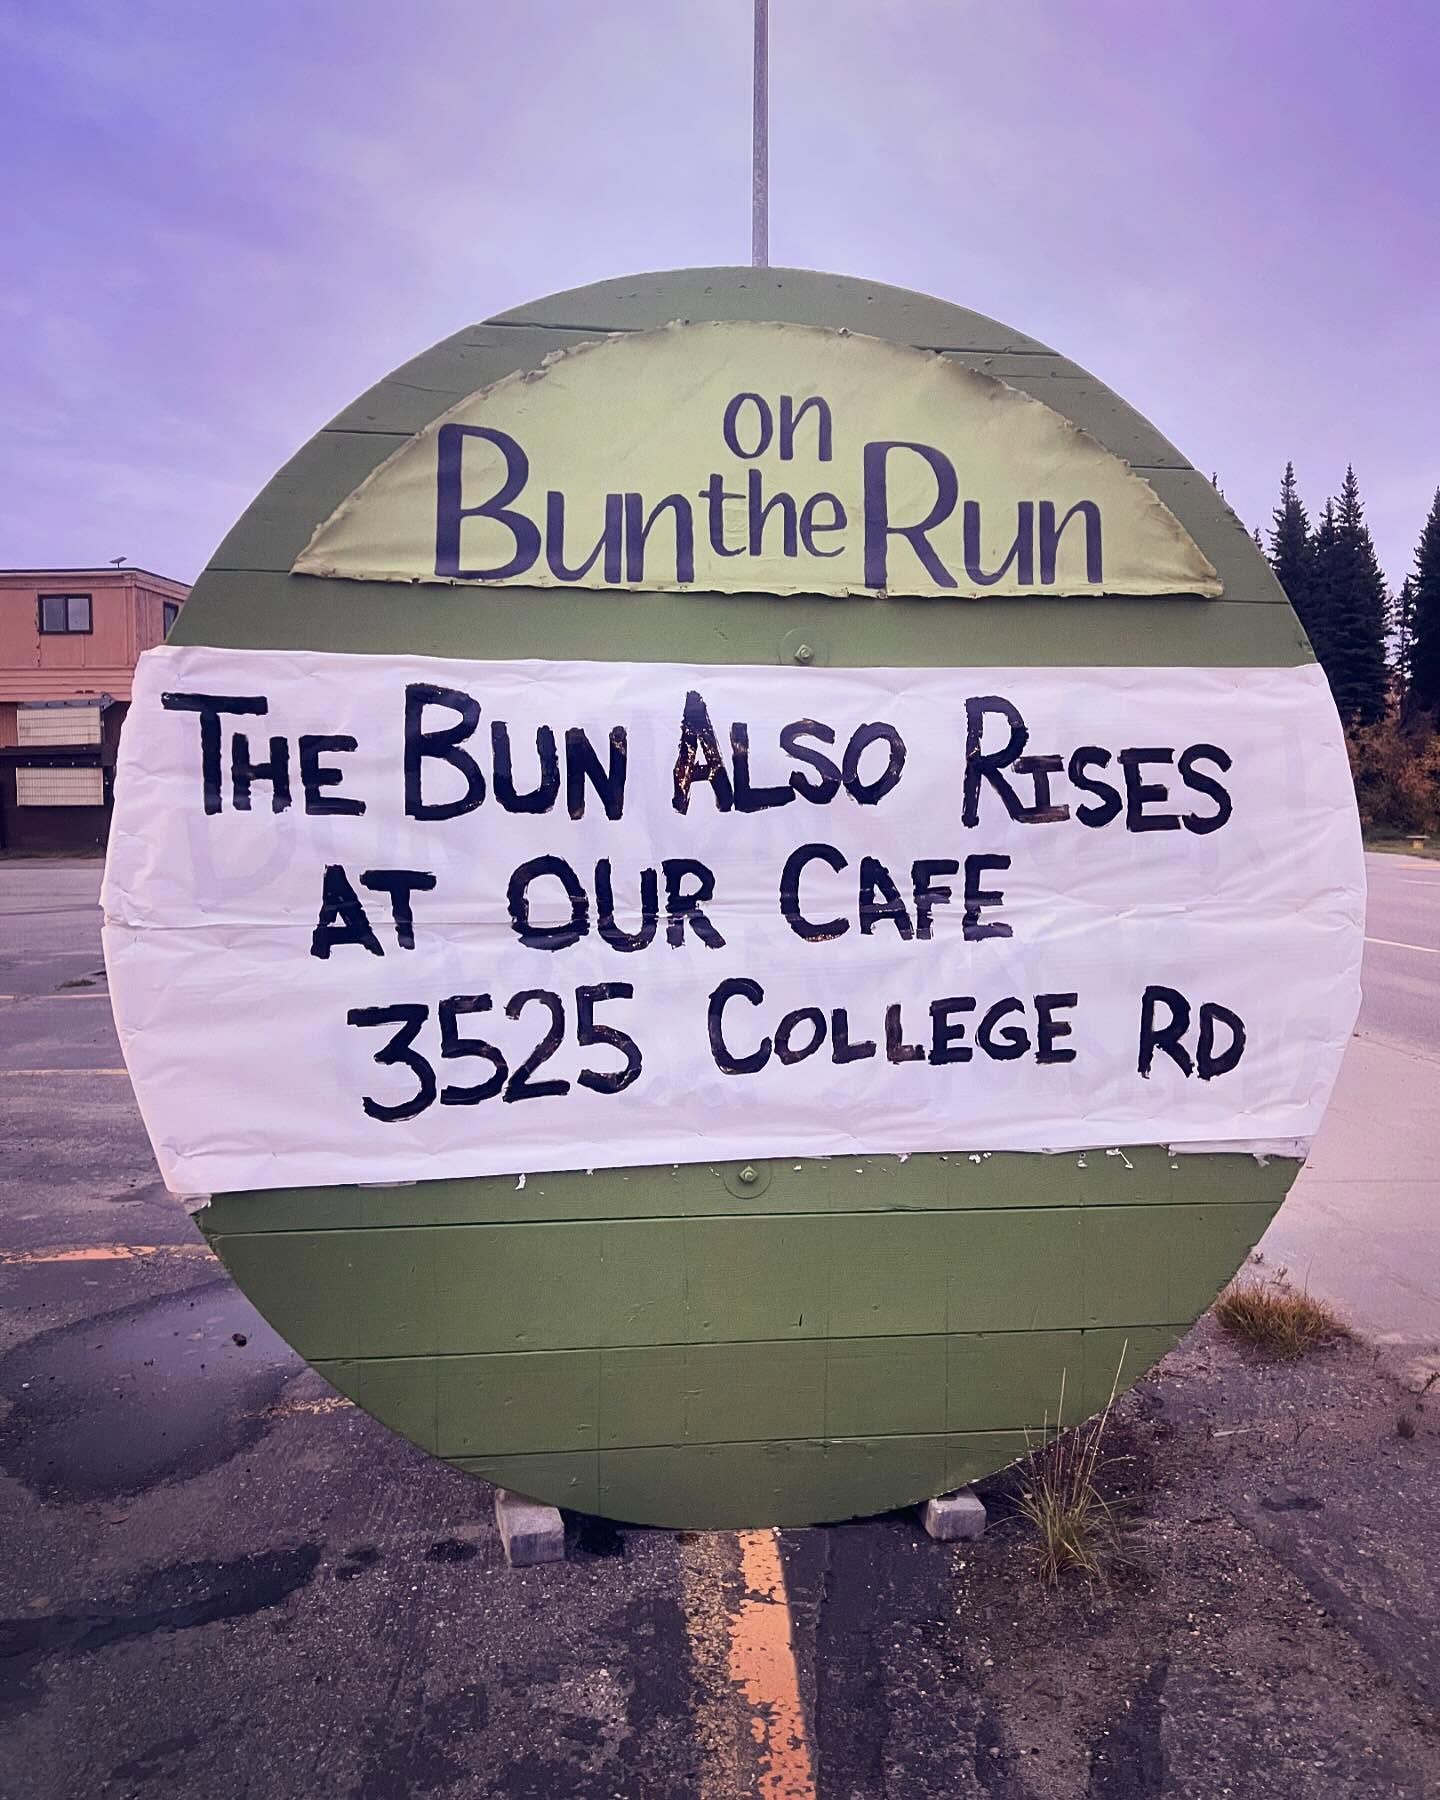 Bun on the Run
THE BUN ALSO RISES
AT OUR CAFE
3525 COLLEGE RD